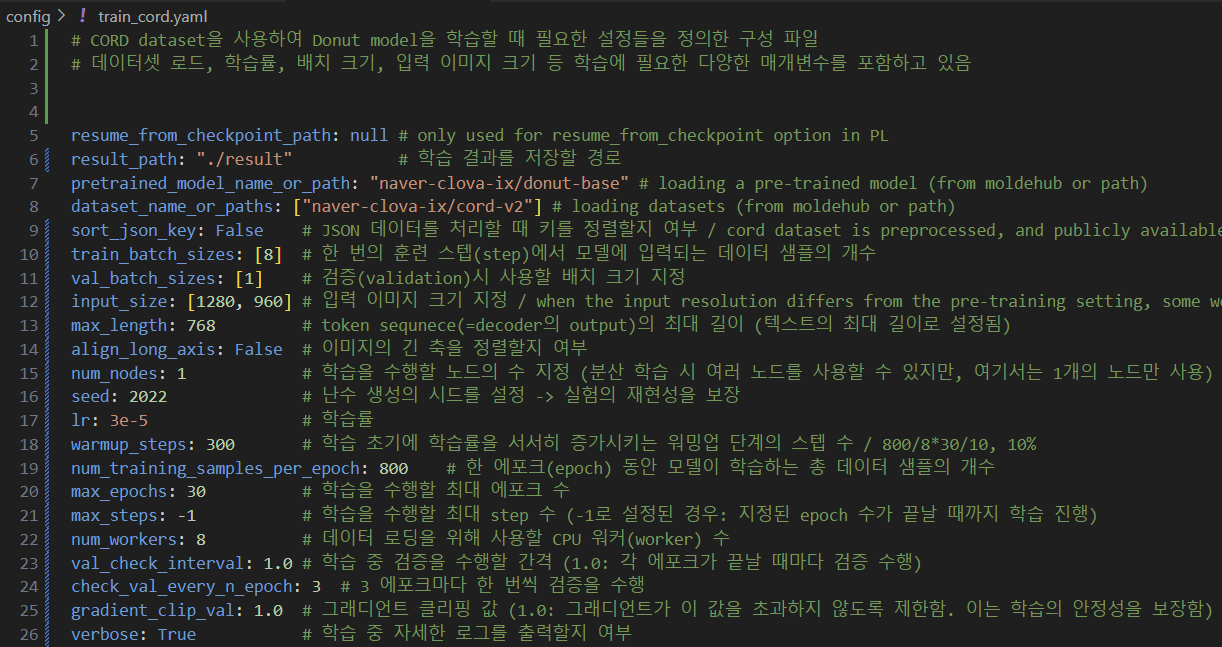 config > ! train_cord.yaml
1 # CORD dataset을 사용하여 Donut model을 학습할 때 필요한 설정들을 정의한 구성 파일
2 # 데이터셋 로드, 학습률, 배치 크기, 입력 이미지 크기 등 학습에 필요한 다양한 매개변수를 포함하고 있음
3
4
5 resume_from_checkpoint_path: null # only used for resume_from_checkpoint option in PL
6 result_path: "./result" # 학습 결과를 저장할 경로
7 pretrained_model_name_or_path: "naver-clova-ix/donut-base" # loading a pre-trained model (from moldehub or path)
8 dataset_name_or_paths: ["naver-clova-ix/cord-v2"] # loading datasets (from moldehub or path)
9 sort_json_key: False # JSON 데이터를 처리할 때 키를 정렬할지 여부 / cord dataset is preprocessed, and publicly available
10 train_batch_sizes: [8] # 한 번의 훈련 스텝(step)에서 모델에 입력되는 데이터 샘플의 개수
11 val_batch_sizes: [1] # 검증(validation)시 사용할 배치 크기 지정
12 input_size: [1280, 960] # 입력 이미지 크기 지정 / when the input resolution differs from the pre-training setting, some we
13 max_length: 768 # token sequnece(=decoder의 output)의 최대 길이 (텍스트의 최대 길이로 설정됨)
14 align_long_axis: False # 이미지의 긴 축을 정렬할지 여부
15 num_nodes: 1 # 학습을 수행할 노드의 수 지정 (분산 학습 시 여러 노드를 사용할 수 있지만, 여기서는 1개의 노드만 사용)
16 seed: 2022 # 난수 생성의 시드를 설정 -> 실험의 재현성을 보장
17 lr: 3e-5 # 학습률
18 warmup_steps: 300 # 학습 초기에 학습률을 서서히 증가시키는 워밍업 단계의 스텝 수 / 800/8*30/10, 10%
19 num_training_samples_per_epoch: 800 # 한 에포크(epoch) 동안 모델이 학습하는 총 데이터 샘플의 개수
20 max_epochs: 30 # 학습을 수행할 최대 에포크 수
21 max_steps: -1 # 학습을 수행할 최대 step 수 (-1로 설정된 경우: 지정된 epoch 수가 끝날 때까지 학습 진행)
22 num_workers: 8 # 데이터 로딩을 위해 사용할 CPU 워커(worker) 수
23 val_check_interval: 1.0 # 학습 중 검증을 수행할 간격 (1.0: 각 에포크가 끝날 때마다 검증 수행)
24 check_val_every_n_epoch: 3 # 3 에포크마다 한 번씩 검증을 수행
25 gradient_clip_val: 1.0 # 그래디언트 클리핑 값 (1.0: 그래디언트가 이 값을 초과하지 않도록 제한함. 이는 학습의 안정성을 보장함)
26 verbose: True # 학습 중 자세한 로그를 출력할지 여부